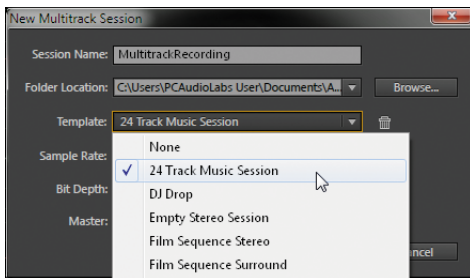 New Multitrack Session
Session Name: MultitrackRecording
Folder Location: C:\Users\PCAudioLabs User\Documents\A... Browse...
Template: 24 Track Music Session
None
Sample Rate: ✓ 24 Track Music Session
Bit Depth: DJ Drop
Empty Stereo Session
Master: Film Sequence Stereo
Film Sequence Surround